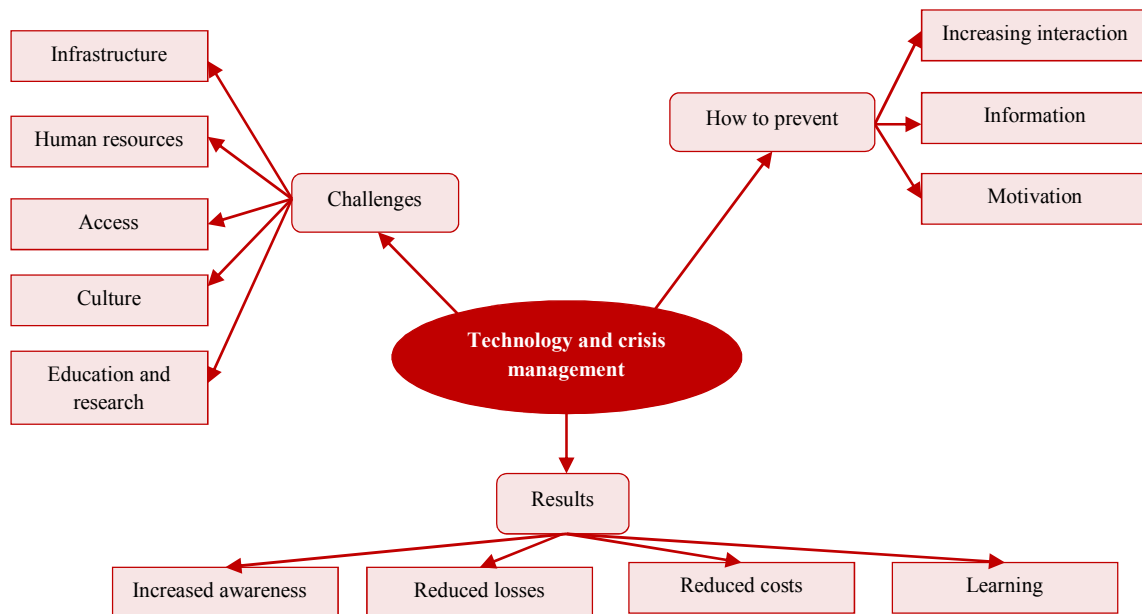 Infrastructure
Human resources
Access
Culture
Education and
research
Challenges
How to prevent
Increasing interaction
Information
Motivation
Technology and crisis
management
Results
Increased awareness
Reduced losses
Reduced costs
Learning